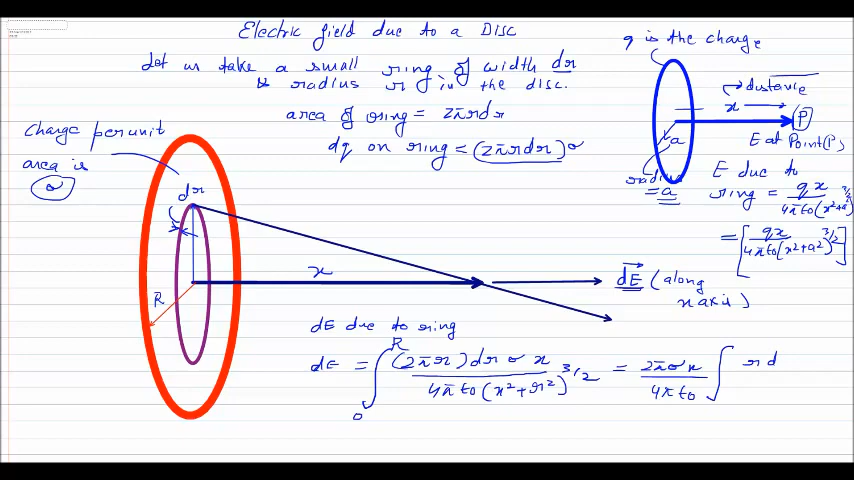 Electric field due to a Disc
Let us take a small ring of width dr
& radius r in the disc.
area of ring = 2πrdr
dq on ring = (2πrdr)σ
Charge per unit
area is
σ
dr
R
x
dE (along
x axis)
q is the charge
distance
x
P
a
E at Point(P)
radius
= a
E due to
ring = qx / 4πε0(x²+a²)^3/2
= [qx / 4πε0(x²+a²)^3/2]
dE due to ring
dE = ∫0^R (2πr)dr σ x / 4πε0(x²+r²)^3/2 = 2πσx / 4πε0 ∫ r d